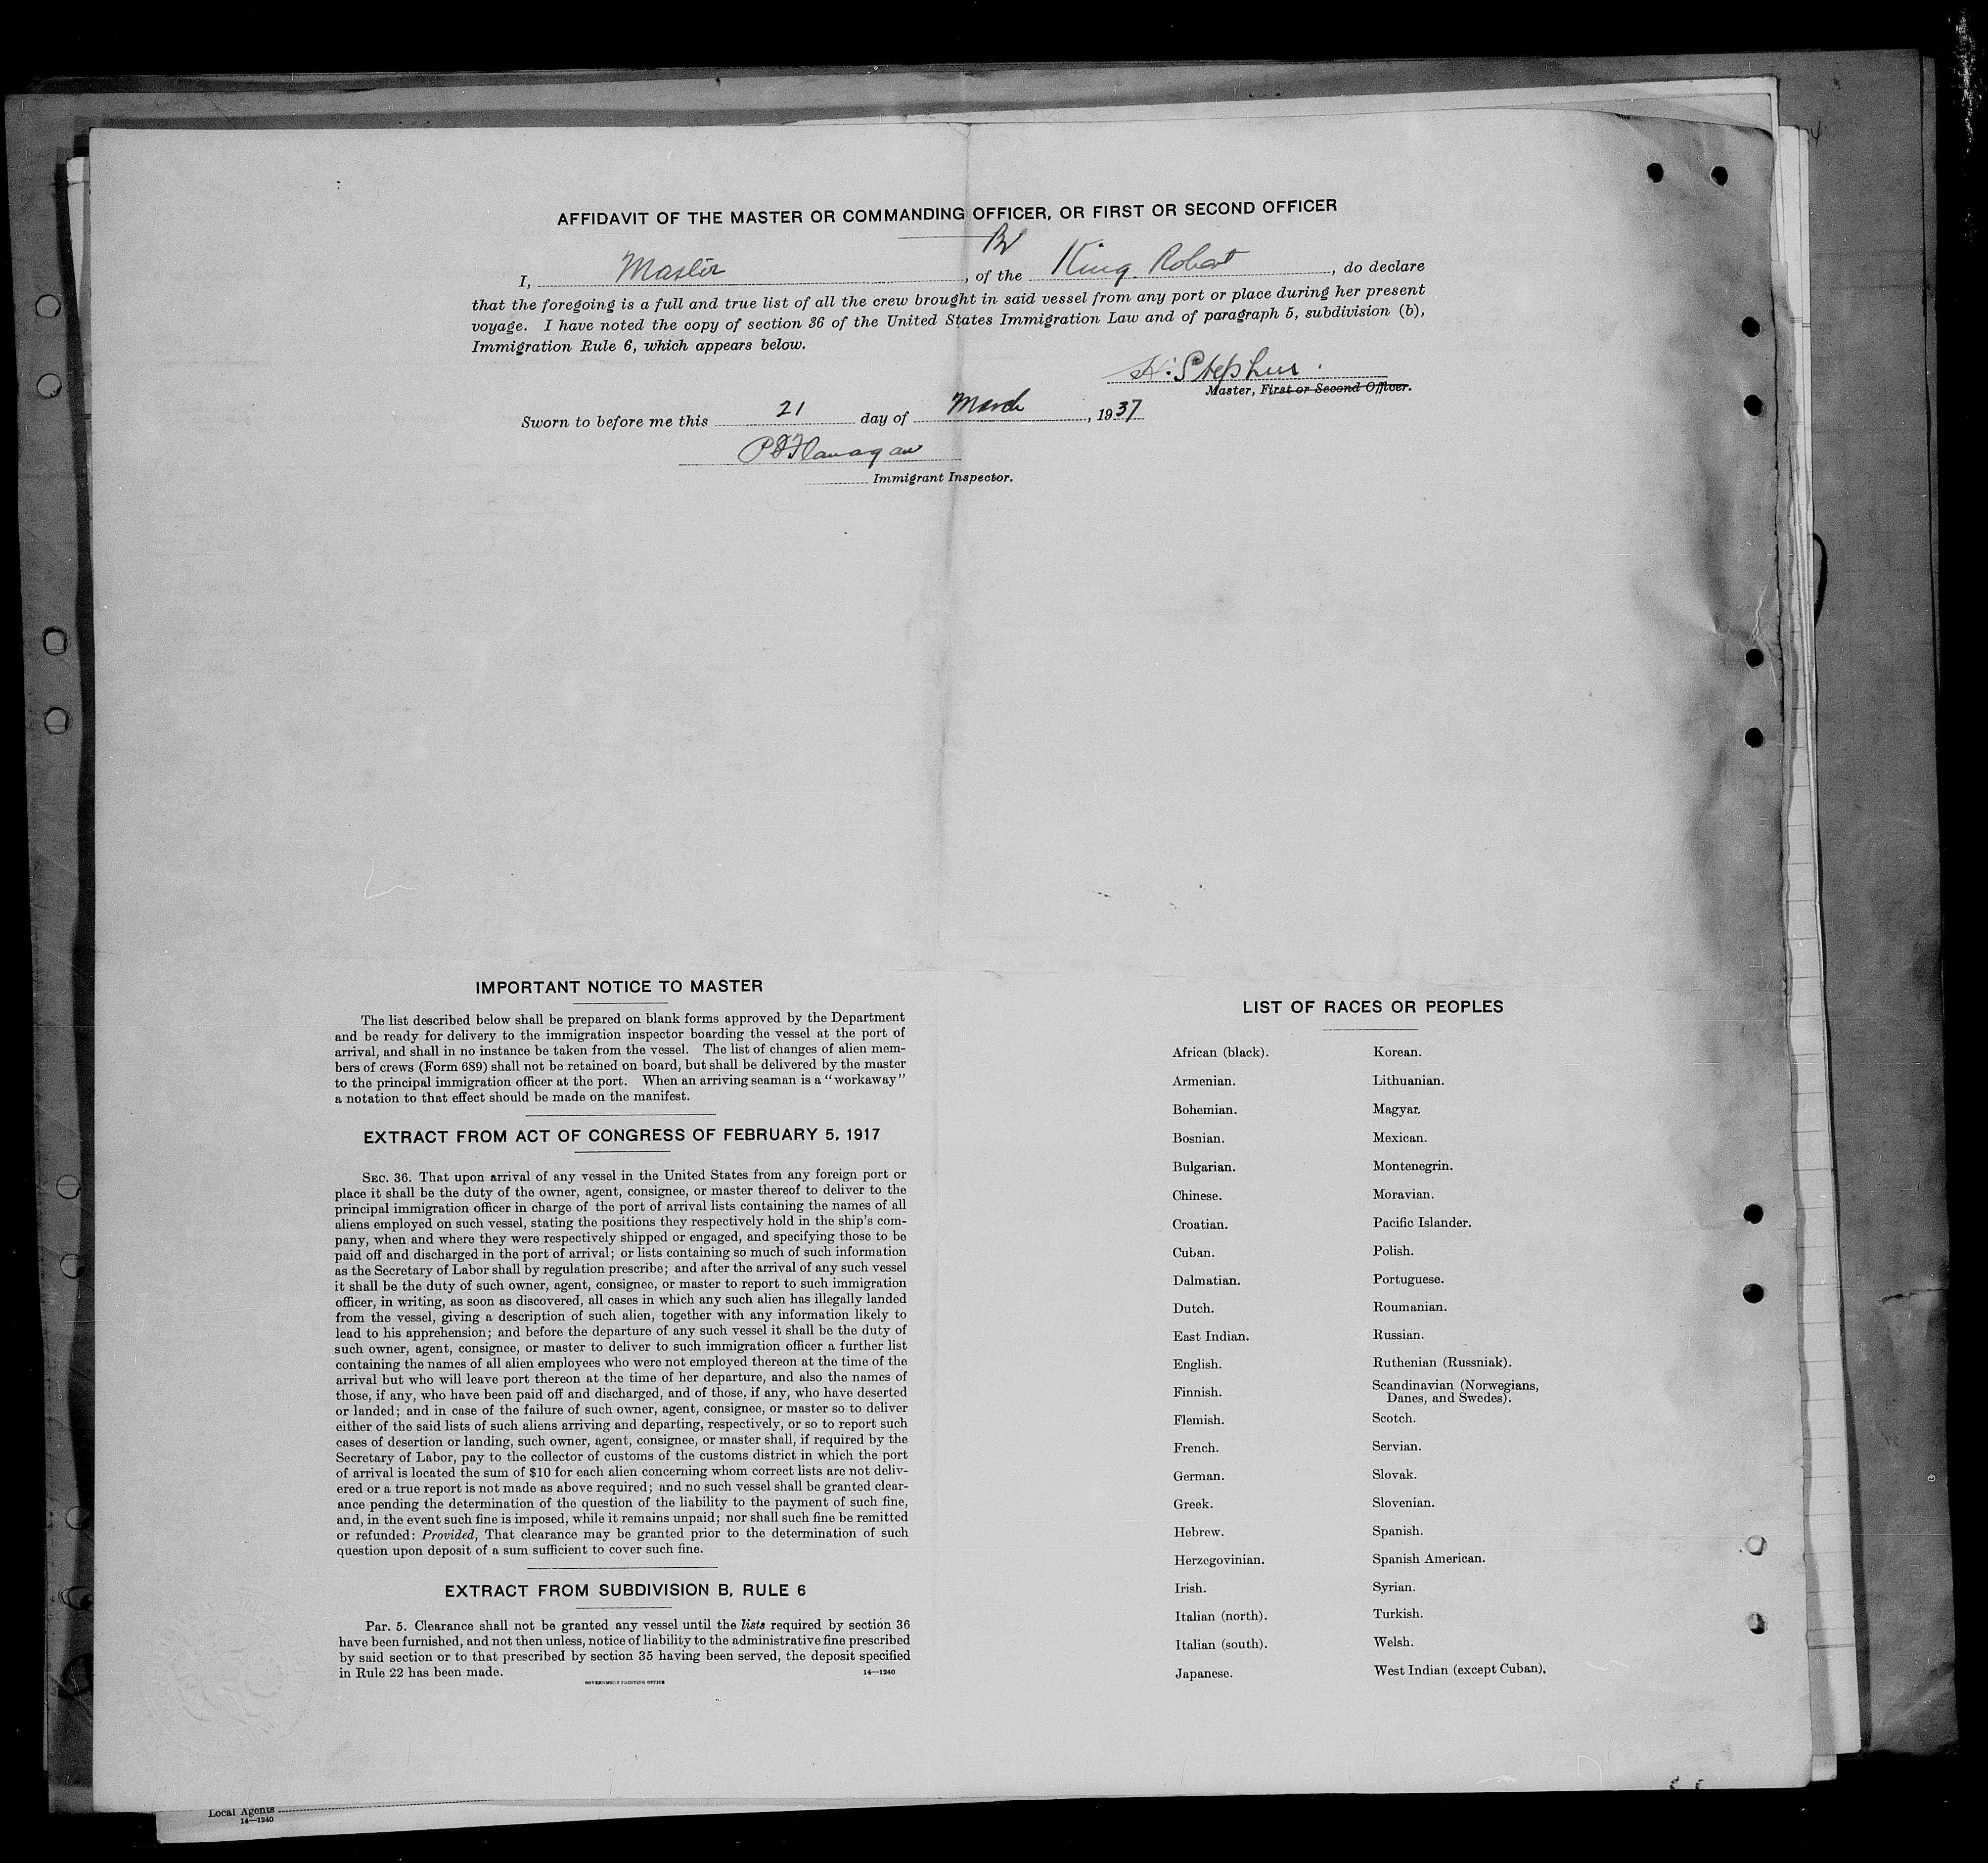 AFFIDAVIT OF THE MASTER OR COMMANDING OFFICER, OR FIRST OR SECOND OFFICER
Br
I, Master, of the King Robert, do declare
that the foregoing is a full and true list of all the crew brought in said vessel from any port or place during her present
voyage. I have noted the copy of section 36 of the United States Immigration Law and of paragraph 5, subdivision (b),
Immigration Rule 6, which appears below.
H. Stephen.
Master, First or Second Officer.
Sworn to before me this 21 day of March, 1937
P Flanagan
Immigrant Inspector.
IMPORTANT NOTICE TO MASTER
The list described below shall be prepared on blank forms approved by the Department
and be ready for delivery to the immigration inspector boarding the vessel at the port of
arrival, and shall in no instance be taken from the vessel. The list of changes of alien mem-
bers of crews (Form 689) shall not be retained on board, but shall be delivered by the master
to the principal immigration officer at the port. When an arriving seaman is a "workaway"
a notation to that effect should be made on the manifest.
EXTRACT FROM ACT OF CONGRESS OF FEBRUARY 5, 1917
SEC. 36. That upon arrival of any vessel in the United States from any foreign port or
place it shall be the duty of the owner, agent, consignee, or master thereof to deliver to the
principal immigration officer in charge of the port of arrival lists containing the names of all
aliens employed on such vessel, stating the positions they respectively hold in the ship's com-
pany, when and where they were respectively shipped or engaged, and specifying those to be
paid off and discharged in the port of arrival; or lists containing so much of such information
as the Secretary of Labor shall by regulation prescribe; and after the arrival of any such vessel
it shall be the duty of such owner, agent, consignee, or master to report to such immigration
officer, in writing, as soon as discovered, all cases in which any such alien has illegally landed
from the vessel, giving a description of such alien, together with any information likely to
lead to his apprehension; and before the departure of any such vessel it shall be the duty of
such owner, agent, consignee, or master to deliver to such immigration officer a further list
containing the names of all alien employees who were not employed thereon at the time of the
arrival but who will leave port thereon at the time of her departure, and also the names of
those, if any, who have been paid off and discharged, and of those, if any, who have deserted
or landed; and in case of the failure of such owner, agent, consignee, or master so to deliver
either of the said lists of such aliens arriving and departing, respectively, or so to report such
cases of desertion or landing, such owner, agent, consignee, or master shall, if required by the
Secretary of Labor, pay to the collector of customs of the customs district in which the port
of arrival is located the sum of $10 for each alien concerning whom correct lists are not deliv-
ered or a true report is not made as above required; and no such vessel shall be granted clear-
ance pending the determination of the question of the liability to the payment of such fine,
and, in the event such fine is imposed, while it remains unpaid; nor shall such fine be remitted
or refunded: Provided, That clearance may be granted prior to the determination of such
question upon deposit of a sum sufficient to cover such fine.
EXTRACT FROM SUBDIVISION B, RULE 6
Par. 5. Clearance shall not be granted any vessel until the lists required by section 36
have been furnished, and not then unless, notice of liability to the administrative fine prescribed
by said section or to that prescribed by section 35 having been served, the deposit specified
in Rule 22 has been made.
14—1240
GOVERNMENT PRINTING OFFICE
LIST OF RACES OR PEOPLES
African (black).
Armenian.
Bohemian.
Bosnian.
Bulgarian.
Chinese.
Croatian.
Cuban.
Dalmatian.
Dutch.
East Indian.
English.
Finnish.
Flemish.
French.
German.
Greek.
Hebrew.
Herzegovinian.
Irish.
Italian (north).
Italian (south).
Japanese.
Korean.
Lithuanian.
Magyar.
Mexican.
Montenegrin.
Moravian.
Pacific Islander.
Polish.
Portuguese.
Roumanian.
Russian.
Ruthenian (Russniak).
Scandinavian (Norwegians,
Danes, and Swedes).
Scotch.
Servian.
Slovak.
Slovenian.
Spanish.
Spanish American.
Syrian.
Turkish.
Welsh.
West Indian (except Cuban).
Local Agents
14—1240